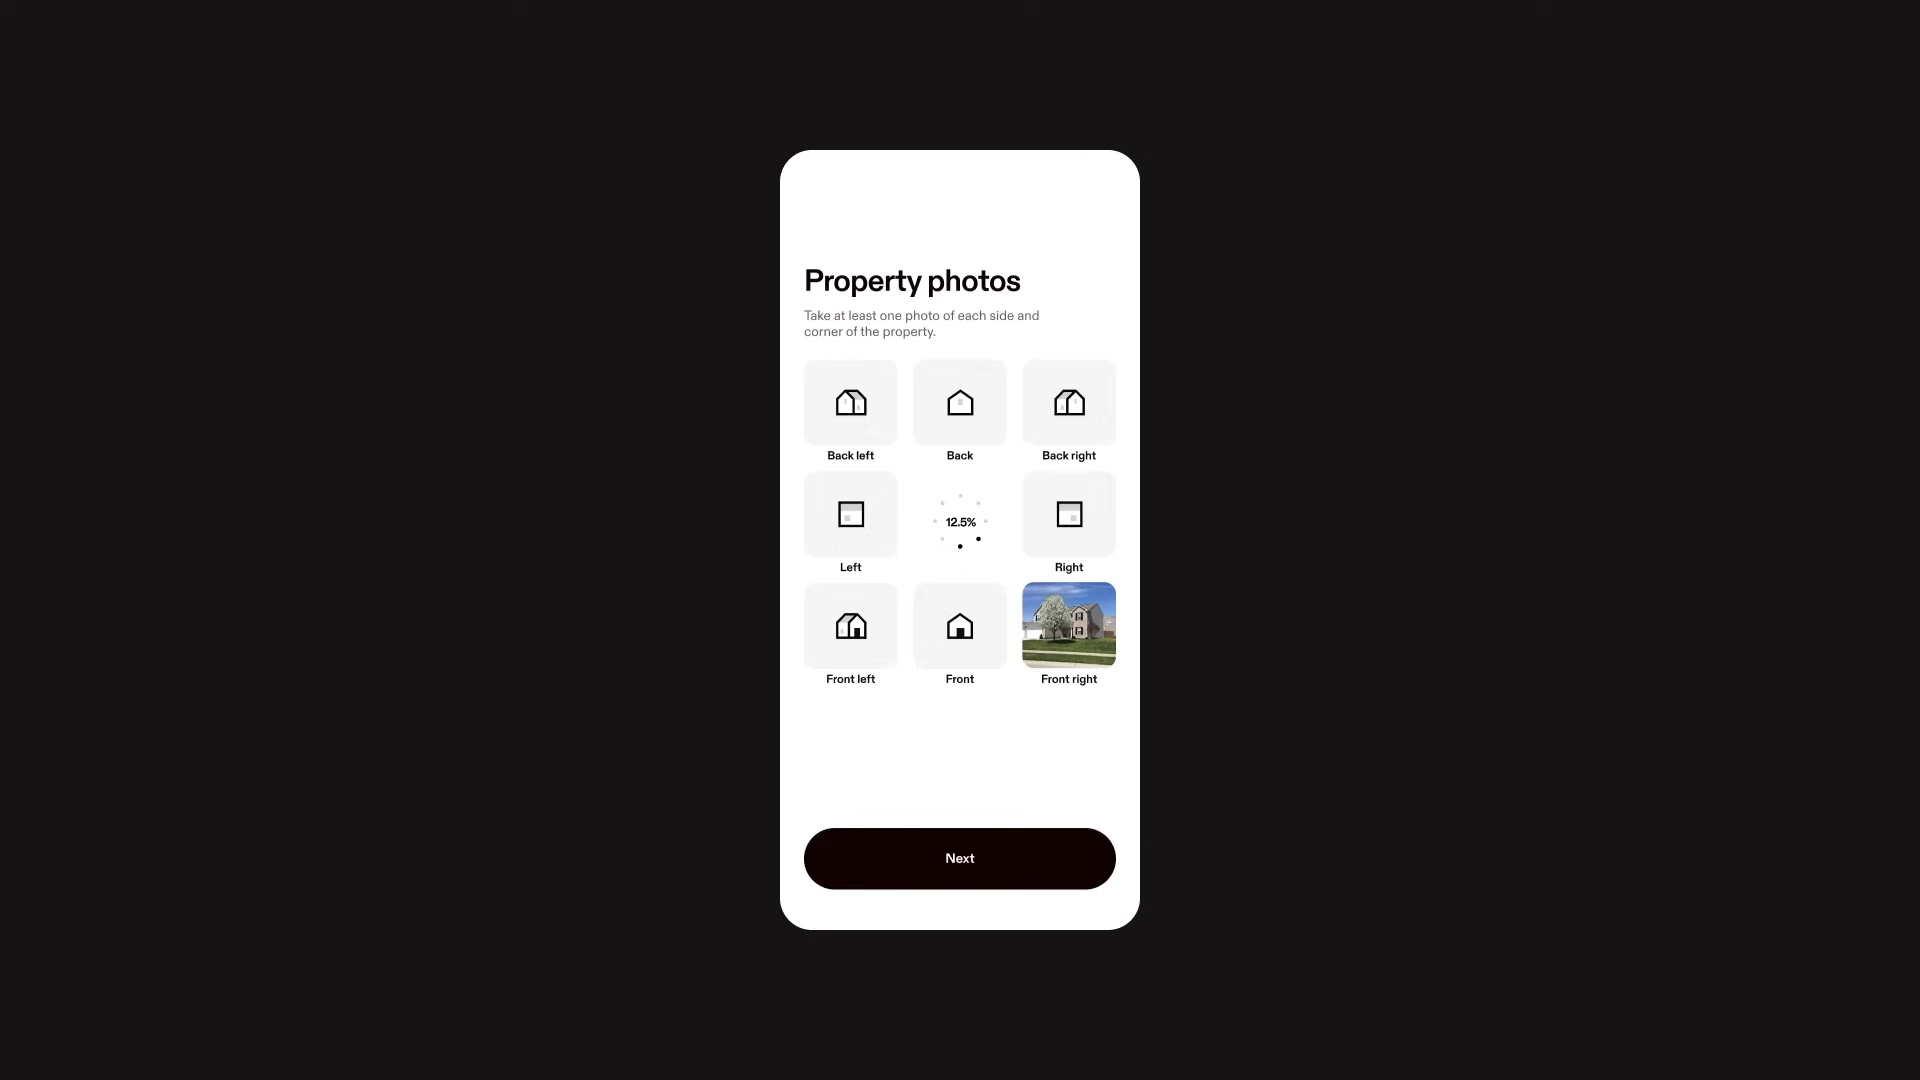 Property photos
Take at least one photo of each side and
corner of the property.
Back left
Back
Back right
Left
12.5%
Right
Front left
Front
Front right
Next